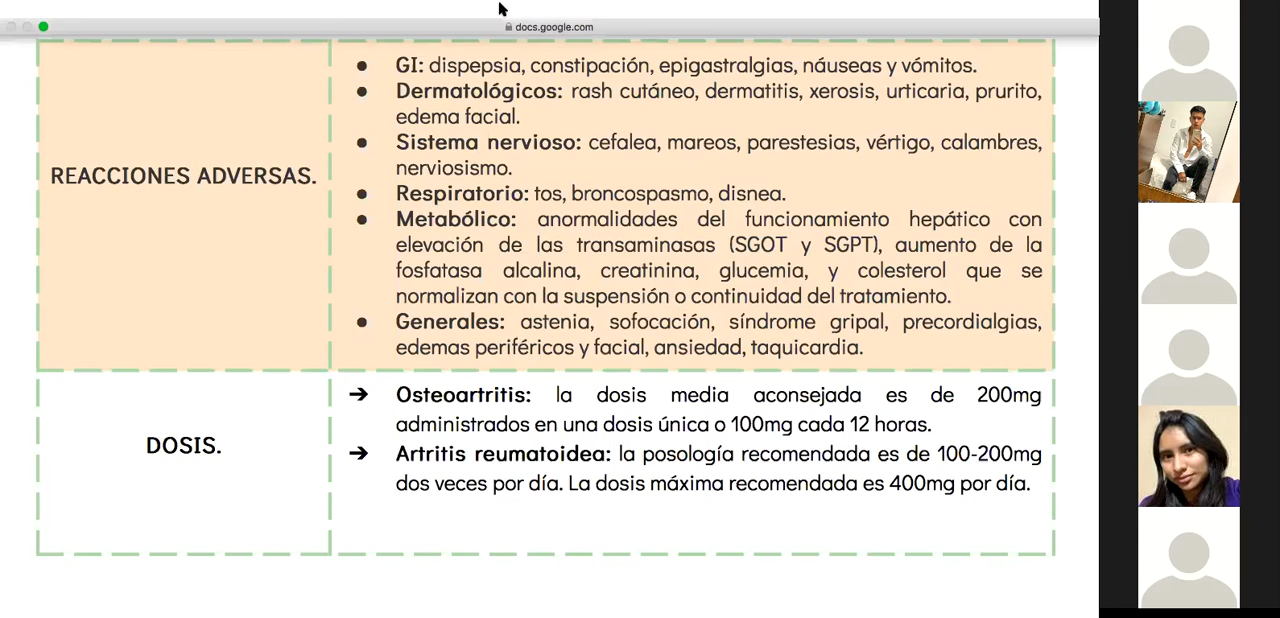 docs.google.com
● GI: dispepsia, constipación, epigastralgias, náuseas y vómitos.
● Dermatológicos: rash cutáneo, dermatitis, xerosis, urticaria, prurito,
edema facial.
● Sistema nervioso: cefalea, mareos, parestesias, vértigo, calambres,
nerviosismo.
REACCIONES ADVERSAS.
● Respiratorio: tos, broncospasmo, disnea.
● Metabólico: anormalidades del funcionamiento hepático con
elevación de las transaminasas (SGOT y SGPT), aumento de la
fosfatasa alcalina, creatinina, glucemia, y colesterol que se
normalizan con la suspensión o continuidad del tratamiento.
● Generales: astenia, sofocación, síndrome gripal, precordialgias,
edemas periféricos y facial, ansiedad, taquicardia.
DOSIS.
➔ Osteoartritis: la dosis media aconsejada es de 200mg
administrados en una dosis única o 100mg cada 12 horas.
➔ Artritis reumatoidea: la posología recomendada es de 100-200mg
dos veces por día. La dosis máxima recomendada es 400mg por día.